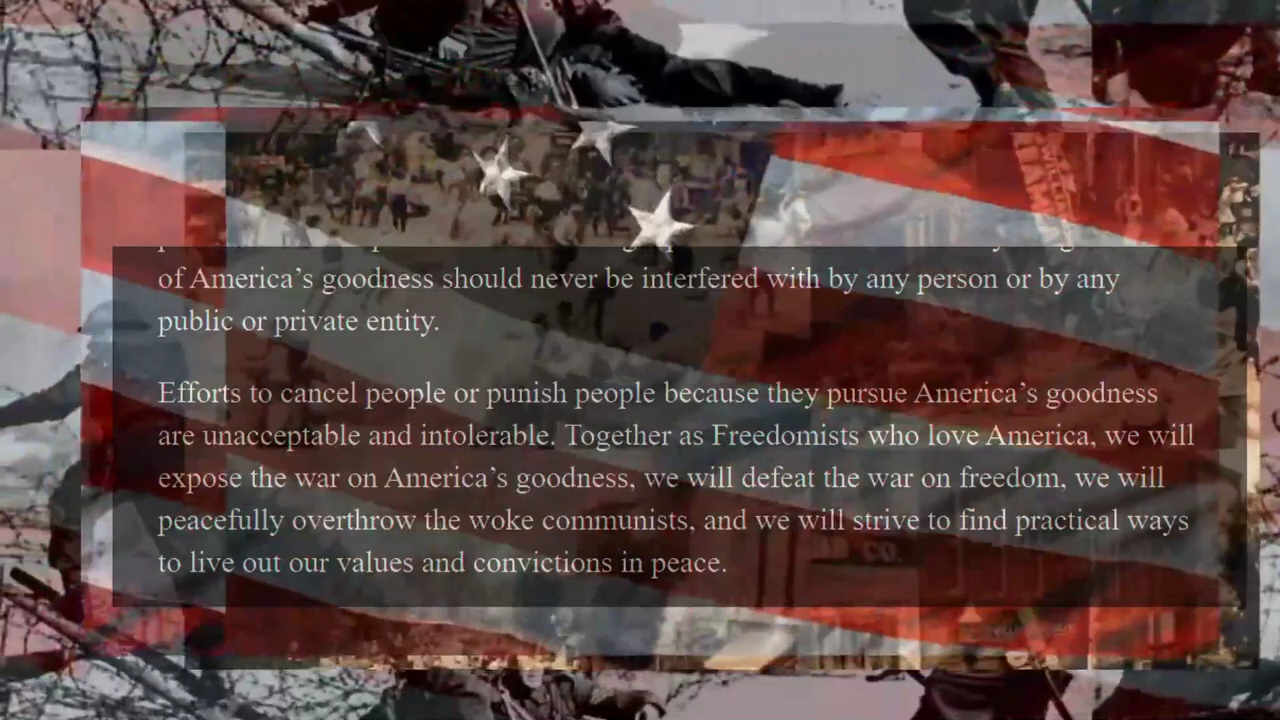 of America’s goodness should never be interfered with by any person or by any
public or private entity.
Efforts to cancel people or punish people because they pursue America’s goodness
are unacceptable and intolerable. Together as Freedomists who love America, we will
expose the war on America’s goodness, we will defeat the war on freedom, we will
peacefully overthrow the woke communists, and we will strive to find practical ways
to live out our values and convictions in peace.
CO.